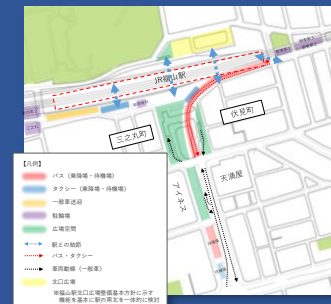 JR福山駅
伏見町
三之丸町
天満屋
アイネス
【凡例】
バス（乗降場・待機場）
タクシー（乗降場・待機場）
一般車送迎
駐輪場
広場空間
駅との結節
バス・タクシー
車両動線（一般車）
北口広場
※福山駅北口広場整備基本方針に示す
機能を基本に駅の南北を一体的に検討